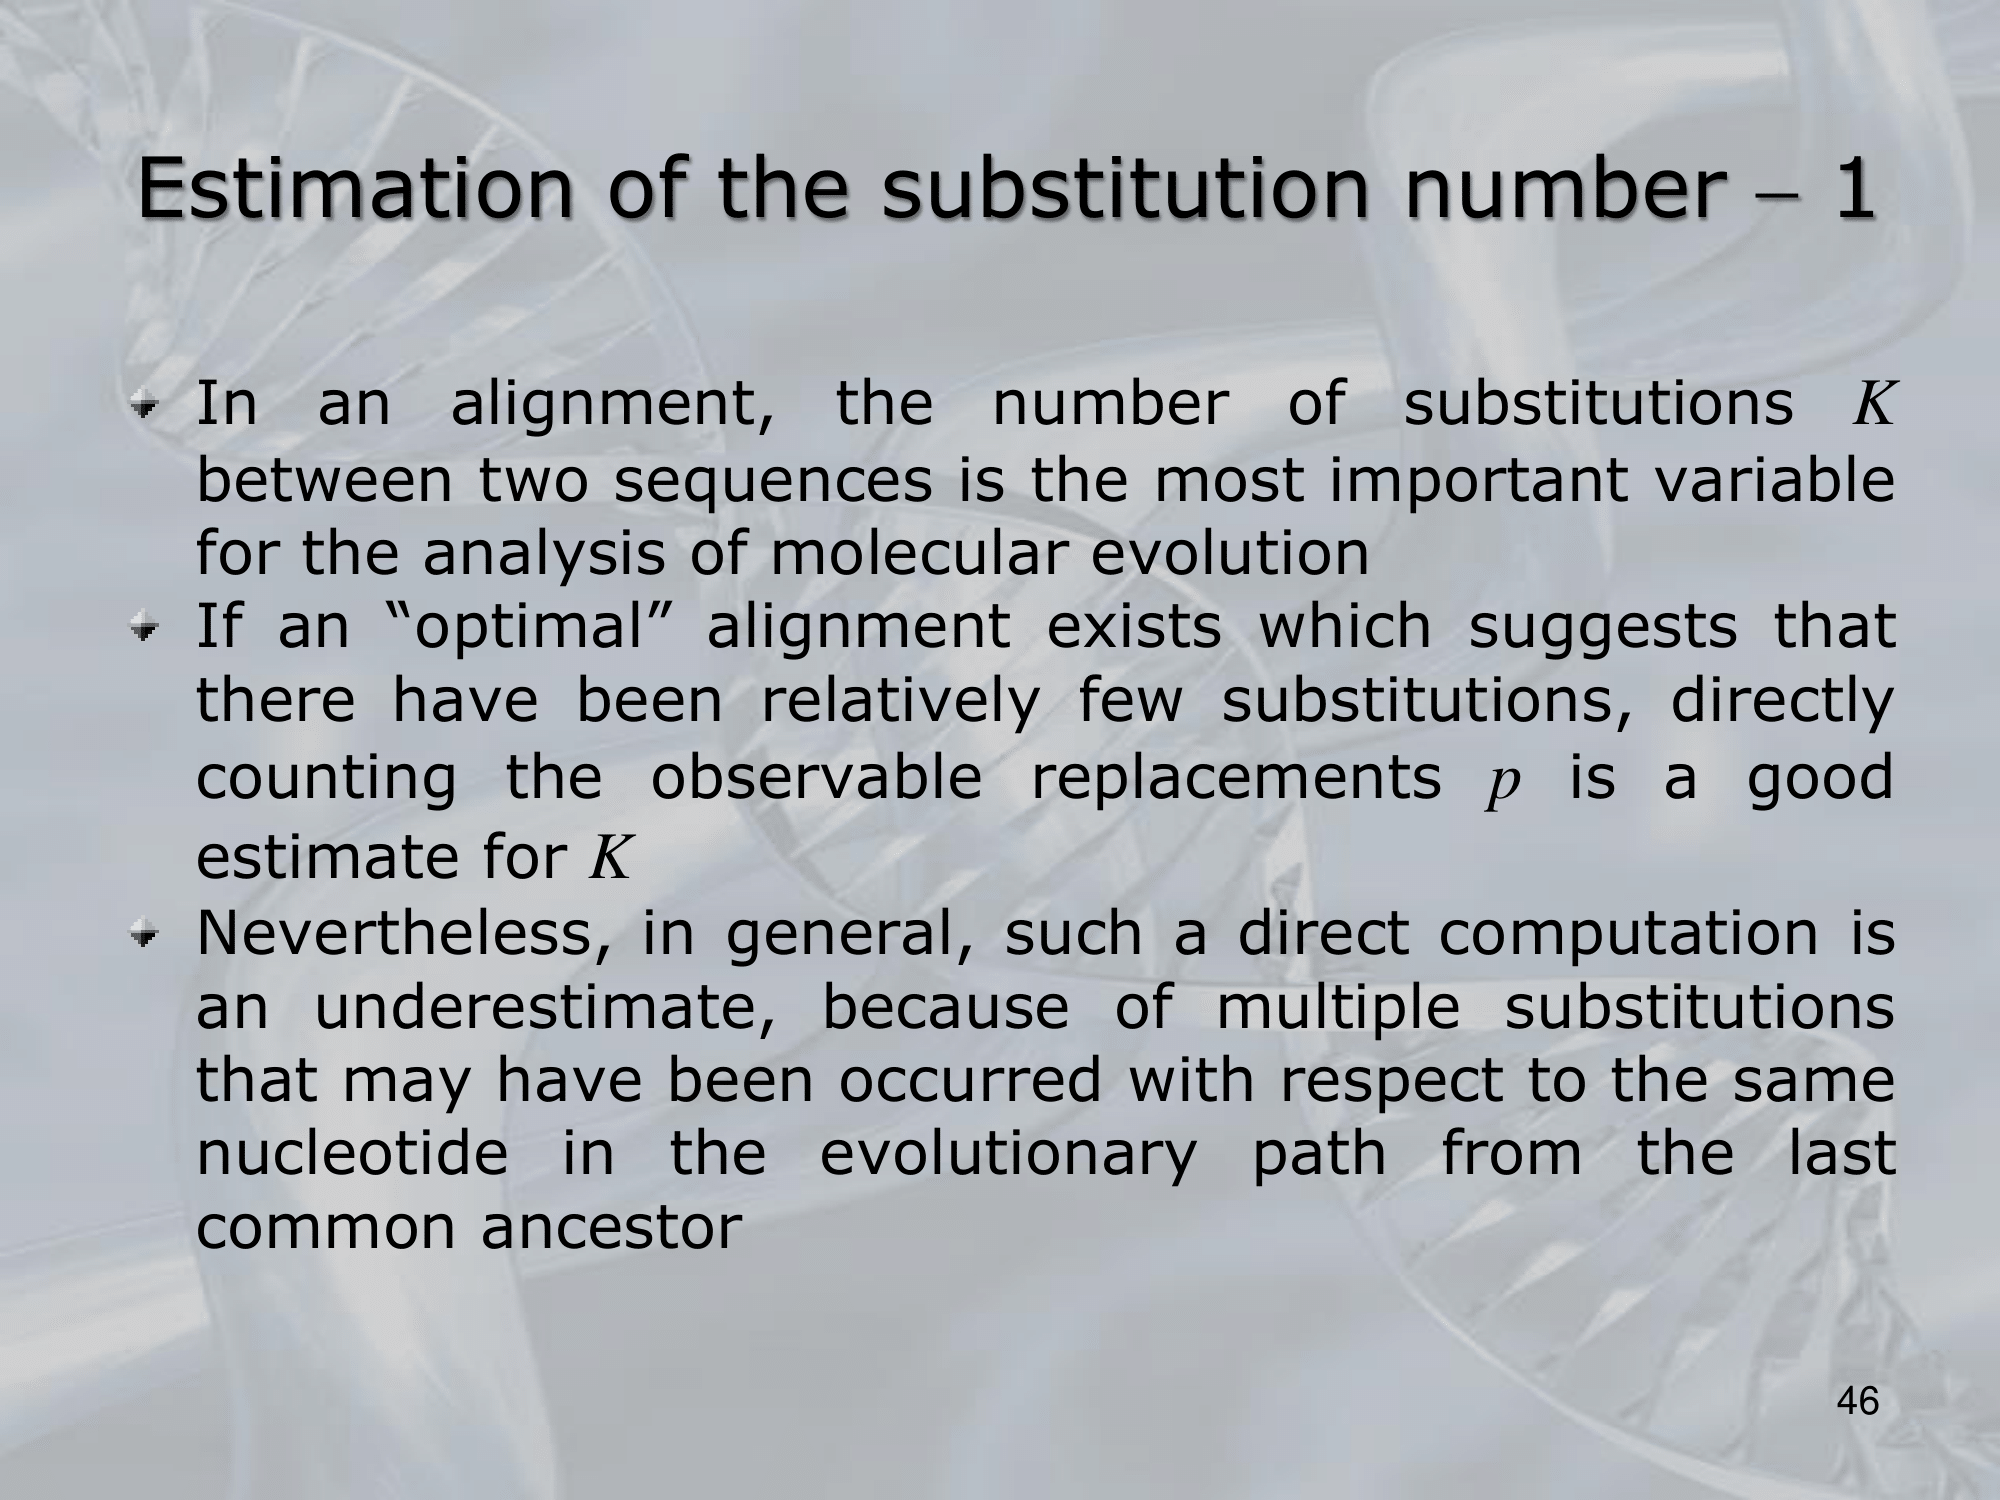 Estimation of the substitution number – 1
In an alignment, the number of substitutions K
between two sequences is the most important variable
for the analysis of molecular evolution
If an “optimal” alignment exists which suggests that
there have been relatively few substitutions, directly
counting the observable replacements p is a good
estimate for K
Nevertheless, in general, such a direct computation is
an underestimate, because of multiple substitutions
that may have been occurred with respect to the same
nucleotide in the evolutionary path from the last
common ancestor
46